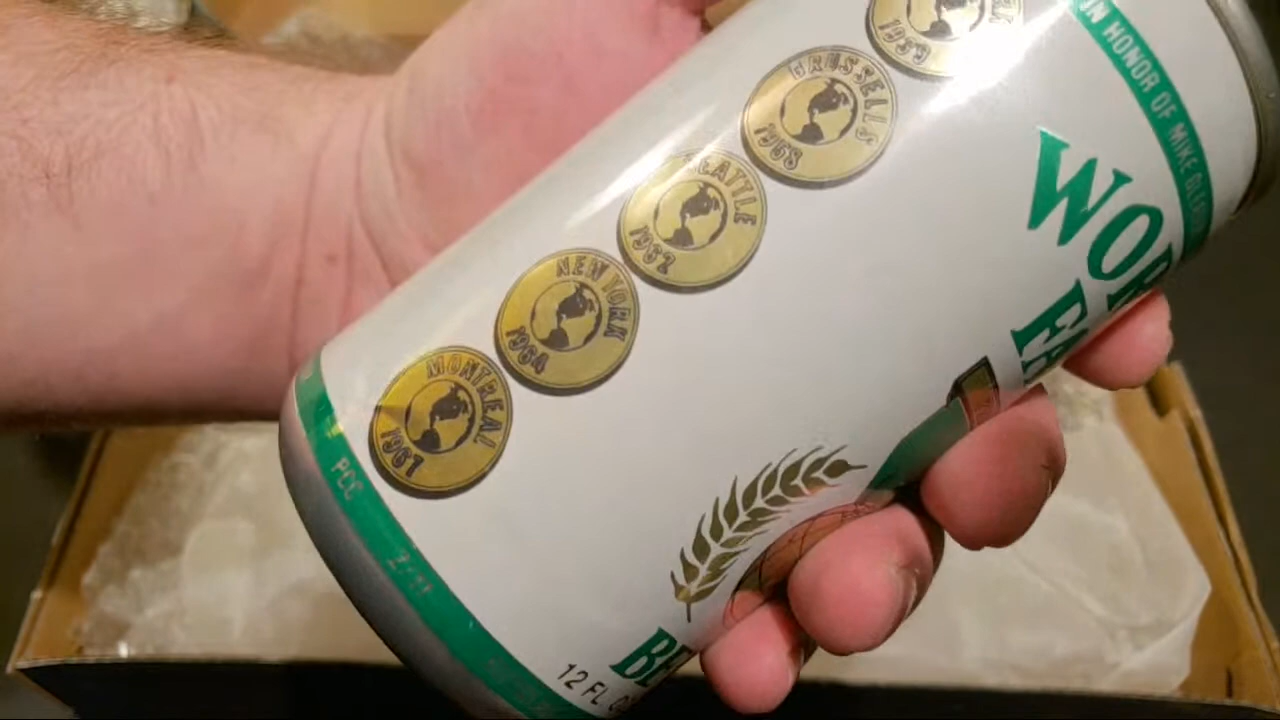 1939
BRUSSELLS
1958
SEATTLE
1962
NEW YORK
1964
MONTREAL
1967
IN HONOR OF MIKE
WOR
FA
PCC
BE
12 FL